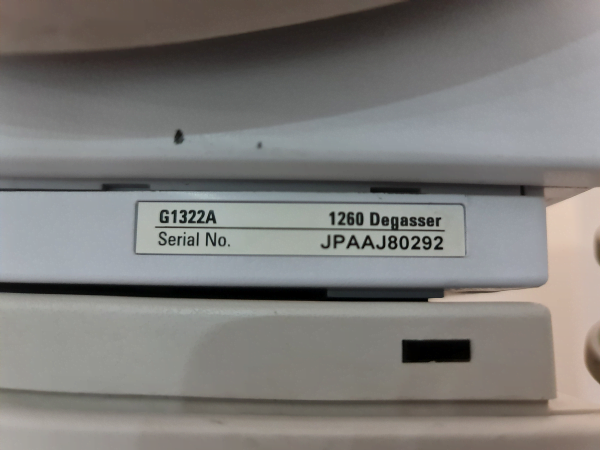 G1322A 1260 Degasser
Serial No. JPAAJ80292